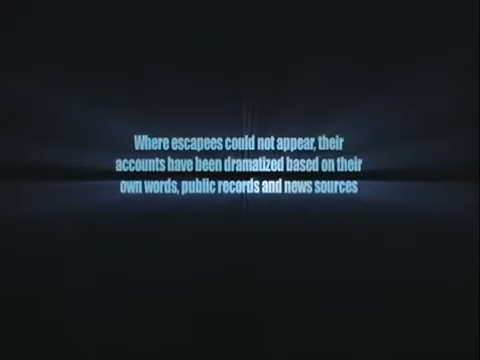 Where escapees could not appear, their
accounts have been dramatized based on their
own words, public records and news sources